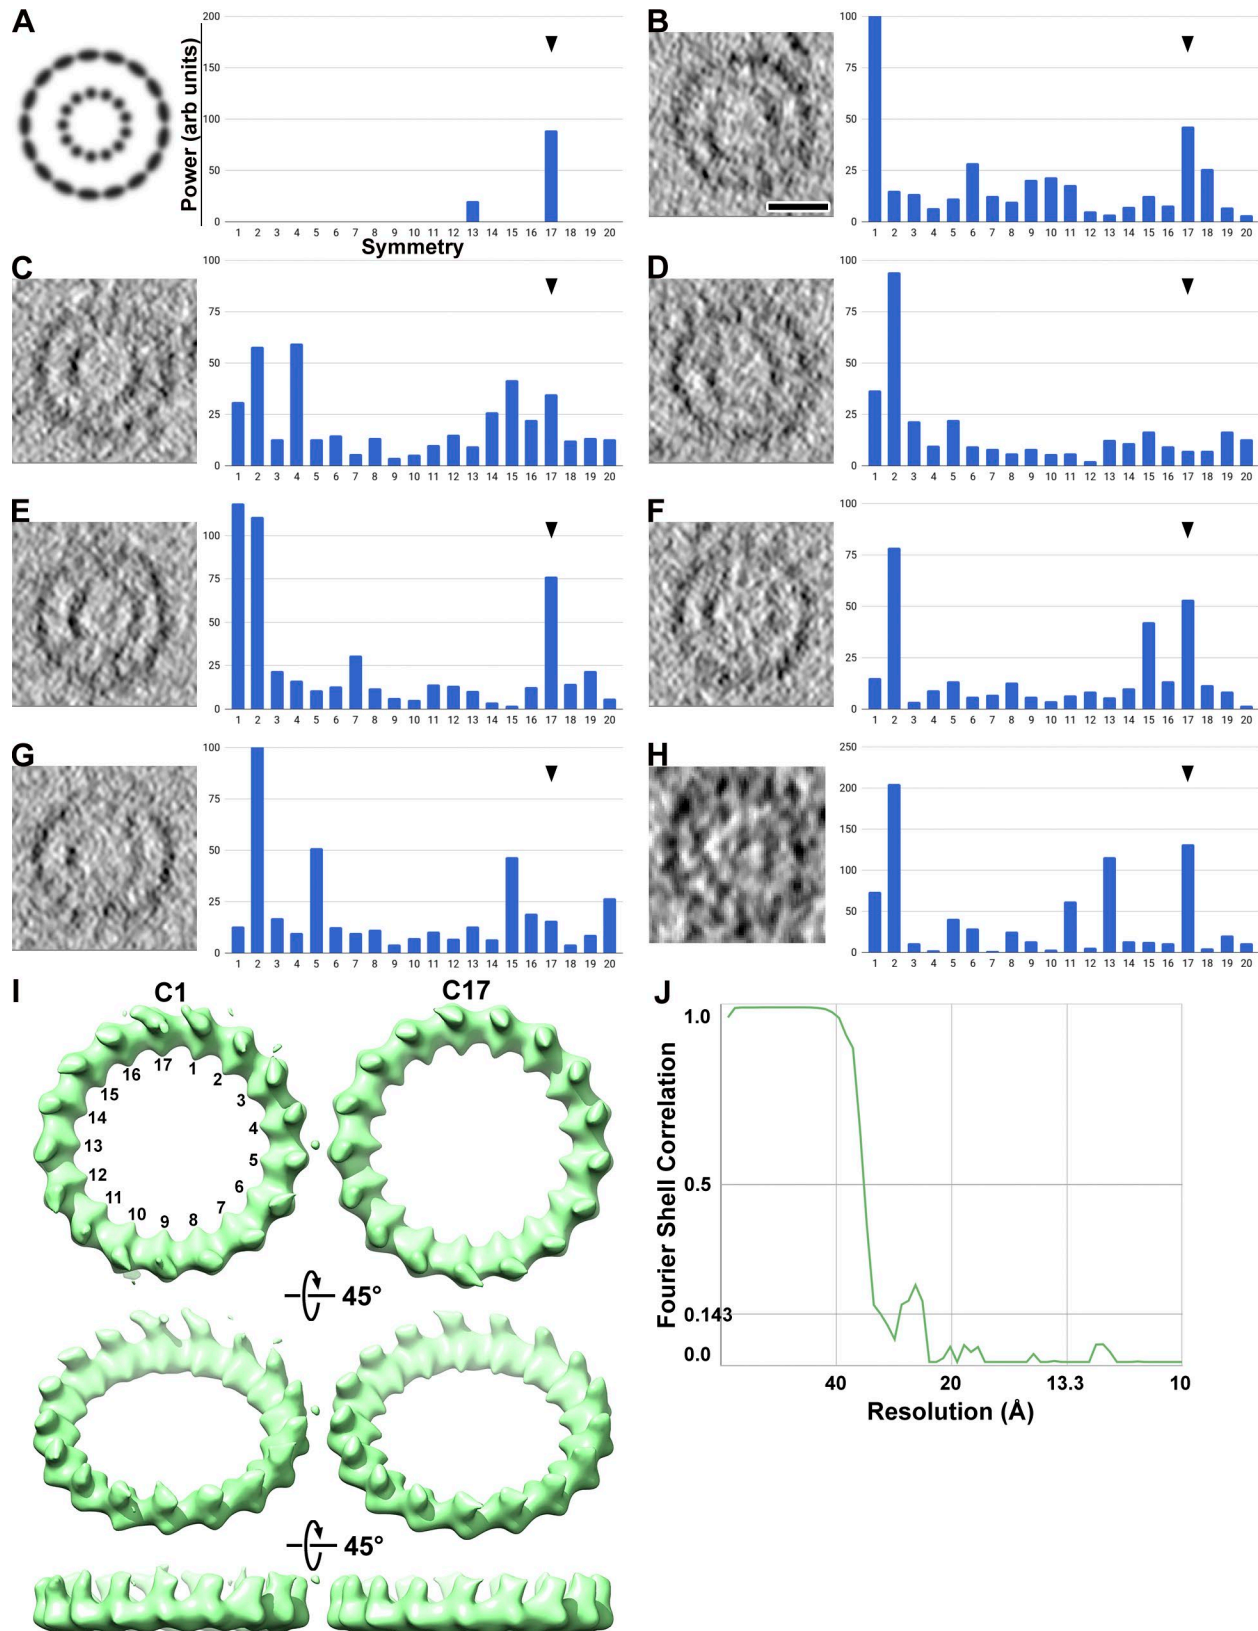 A
200
150
100
50
0
Power (arb units)
1 2 3 4 5 6 7 8 9 10 11 12 13 14 15 16 17 18 19 20
Symmetry
B
100
75
50
25
0
1 2 3 4 5 6 7 8 9 10 11 12 13 14 15 16 17 18 19 20
C
100
75
50
25
0
1 2 3 4 5 6 7 8 9 10 11 12 13 14 15 16 17 18 19 20
D
100
75
50
25
0
1 2 3 4 5 6 7 8 9 10 11 12 13 14 15 16 17 18 19 20
E
100
75
50
25
0
1 2 3 4 5 6 7 8 9 10 11 12 13 14 15 16 17 18 19 20
F
100
75
50
25
0
1 2 3 4 5 6 7 8 9 10 11 12 13 14 15 16 17 18 19 20
G
100
75
50
25
0
1 2 3 4 5 6 7 8 9 10 11 12 13 14 15 16 17 18 19 20
H
250
200
150
100
50
0
1 2 3 4 5 6 7 8 9 10 11 12 13 14 15 16 17 18 19 20
I
C1
C17
1
2
3
4
5
6
7
8
9
10
11
12
13
14
15
16
17
45°
45°
J
1.0
0.5
0.143
0.0
Fourier Shell Correlation
40 20 13.3 10
Resolution (Å)